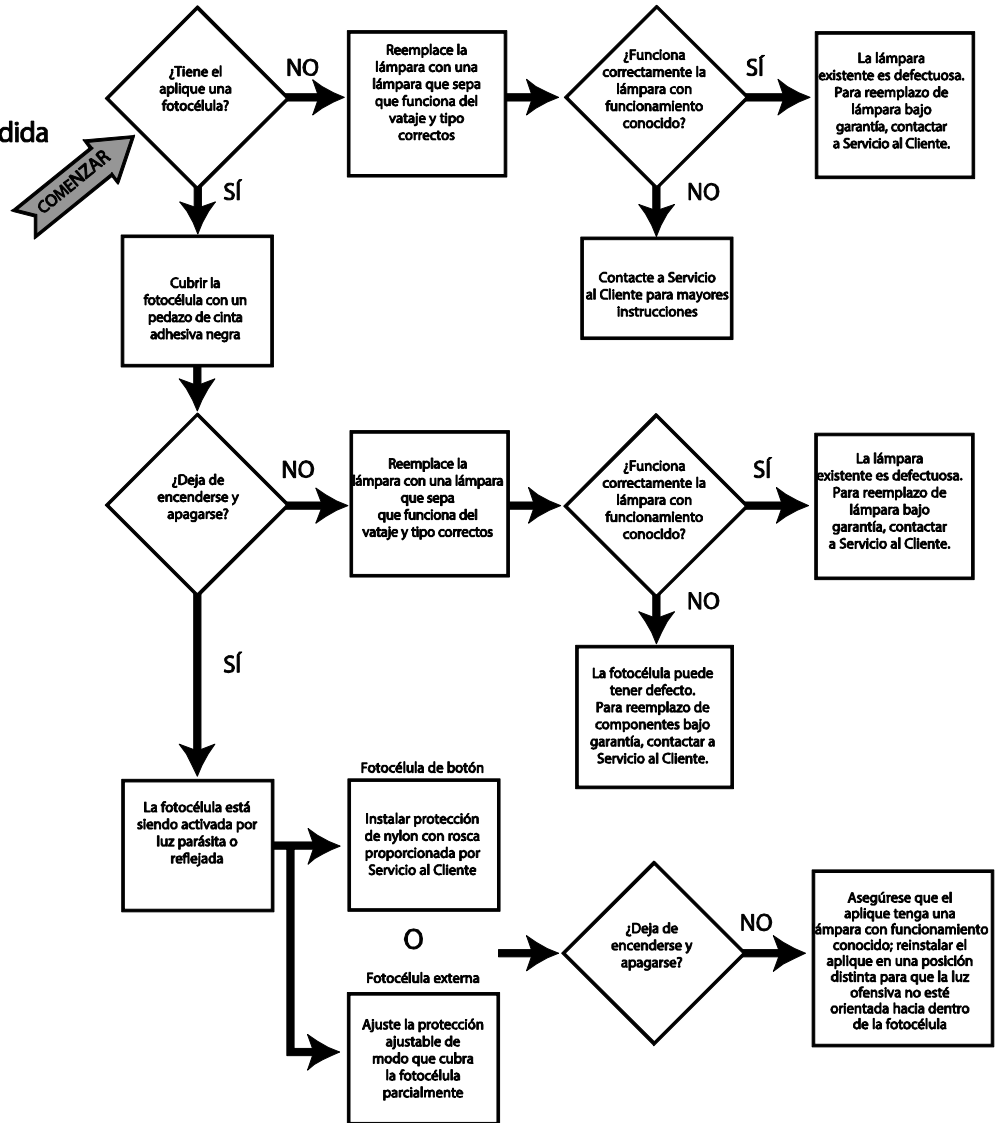 ¿Tiene el
aplique una
fotocélula?
NO
Reemplace la
lámpara con una
lámpara que sepa
que funciona del
vataje y tipo
correctos
¿Funciona
correctamente la
lámpara con
funcionamiento
conocido?
SÍ
La lámpara
existente es defectuosa.
Para reemplazo de
lámpara bajo
garantía, contactar
a Servicio al Cliente.
dida
COMENZAR
SÍ
NO
Contacte a Servicio
al Cliente para mayores
instrucciones
Cubrir la
fotocélula con un
pedazo de cinta
adhesiva negra
¿Deja de
encenderse y
apagarse?
NO
Reemplace la
lámpara con una lámpara
que sepa
que funciona del
vataje y tipo correctos
¿Funciona
correctamente la
lámpara con
funcionamiento
conocido?
SÍ
La lámpara
existente es defectuosa.
Para reemplazo de
lámpara bajo
garantía, contactar
a Servicio al Cliente.
NO
La fotocélula puede
tener defecto.
Para reemplazo de
componentes bajo
garantía, contactar a
Servicio al Cliente.
SÍ
La fotocélula está
siendo activada por
luz parásita o
reflejada
Fotocélula de botón
Instalar protección
de nylon con rosca
proporcionada por
Servicio al Cliente
O
Fotocélula externa
Ajuste la protección
ajustable de
modo que cubra
la fotocélula
parcialmente
¿Deja de
encenderse y
apagarse?
NO
Asegúrese que el
aplique tenga una
lámpara con funcionamiento
conocido; reinstalar el
aplique en una posición
distinta para que la luz
ofensiva no esté
orientada hacia dentro
de la fotocélula